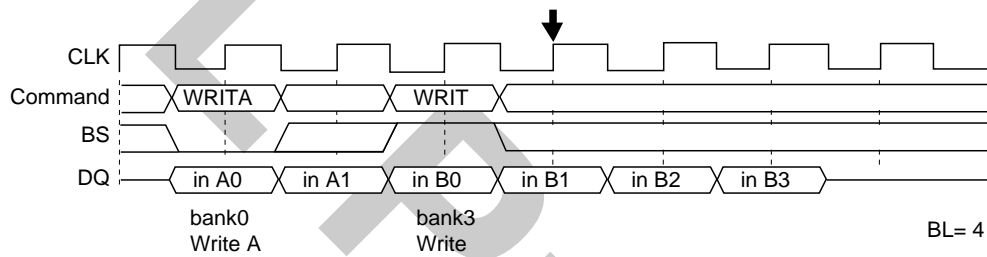 CLK
Command WRITA WRIT
BS
DQ in A0 in A1 in B0 in B1 in B2 in B3
bank0 bank3
Write A Write BL= 4